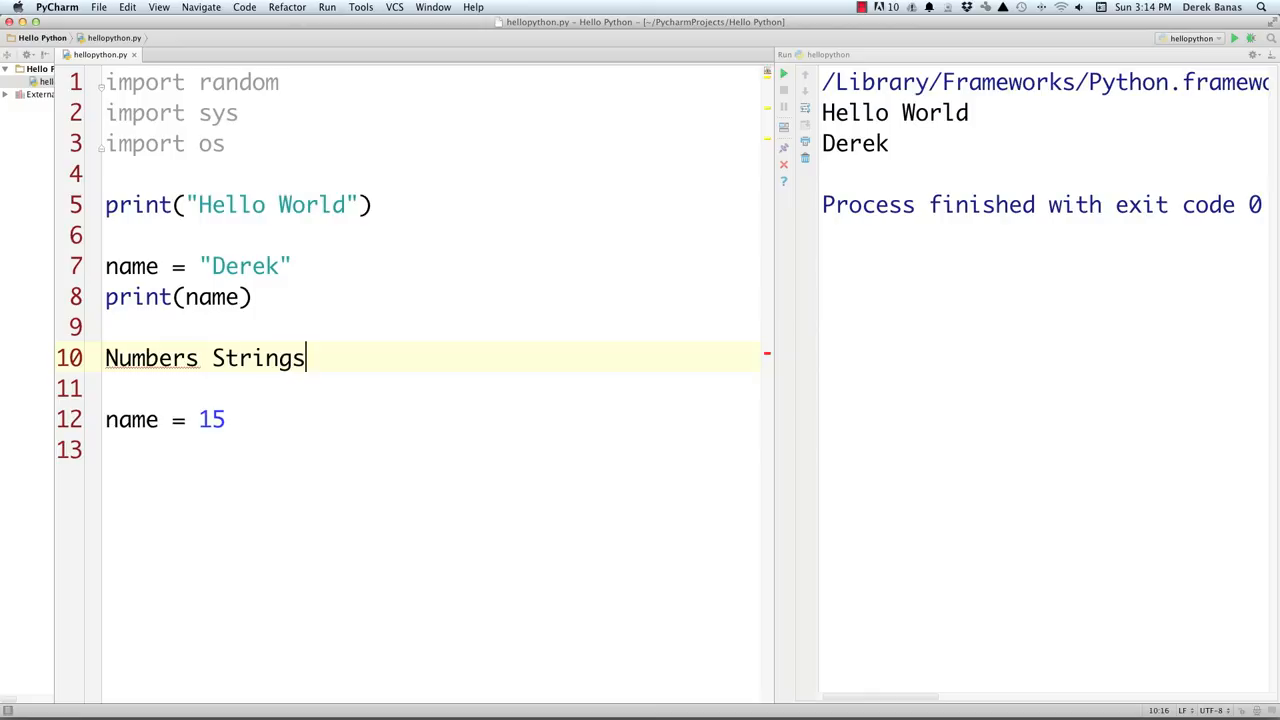 PyCharm File Edit View Navigate Code Refactor Run Tools VCS Window Help 10 Sun 3:14 PM Derek Banas
hellopython.py – Hello Python – [~/PycharmProjects/Hello Python]
Hello Python hellopython.py hellopython
hellopython.py × Run hellopython
Hello P
hell
Externa
1 import random
2 import sys
3 import os
4
5 print("Hello World")
6
7 name = "Derek"
8 print(name)
9
10 Numbers Strings
11
12 name = 15
13
/Library/Frameworks/Python.framewo
Hello World
Derek
Process finished with exit code 0
10:16 LF UTF-8